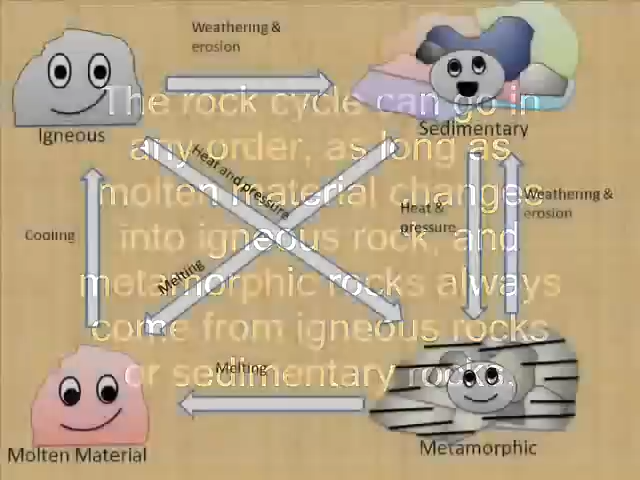 Weathering &
erosion
Igneous
Sedimentary
The rock cycle can go in
any order, as long as
molten material changes
into igneous rock, and
metamorphic rocks always
come from igneous rocks
or sedimentary rocks.
Heat and pressure
Heat &
pressure
Weathering &
erosion
Cooling
Melting
Melting
Molten Material
Metamorphic